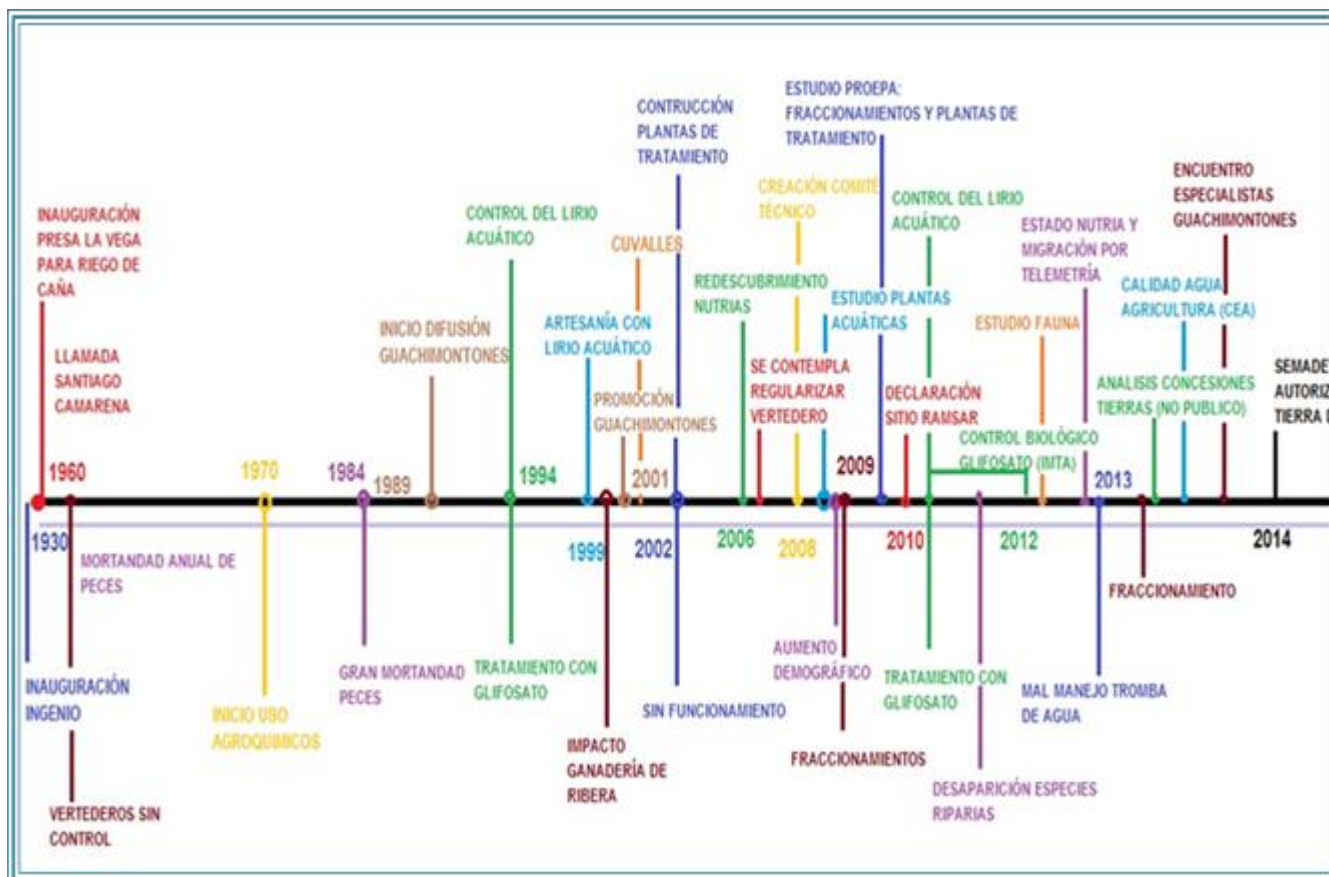 CONTRUCCIÓN
PLANTAS DE
TRATAMIENTO
ESTUDIO PROEPA:
FRACCIONAMIENTOS Y PLANTAS DE
TRATAMIENTO
ENCUENTRO
ESPECIALISTAS
GUACHIMONTONES
CREACIÓN COMITÉ
TÉCNICO
CONTROL DEL LIRIO
ACUÁTICO
INAUGURACIÓN
PRESA LA VEGA
PARA RIEGO DE
CAÑA
CONTROL DEL LIRIO
ACUÁTICO
CUVALLES
ESTADO NUTRIA Y
MIGRACIÓN POR
TELEMETRÍA
REDESCUBRIMIENTO
NUTRIAS
CALIDAD AGUA
AGRICULTURA (CEA)
INICIO DIFUSIÓN
GUACHIMONTONES
ARTESANÍA CON
LIRIO ACUÁTICO
ESTUDIO PLANTAS
ACUÁTICAS
ESTUDIO FAUNA
LLAMADA
SANTIAGO
CAMARENA
PROMOCIÓN
GUACHIMONTONES
SE CONTEMPLA
REGULARIZAR
VERTEDERO
DECLARACIÓN
SITIO RAMSAR
ANALISIS CONCESIONES
TIERRAS (NO PUBLICO)
SEMADE
AUTORIZ
TIERRA D
CONTROL BIOLÓGICO
GLIFOSATO (IMTA)
1960
1970
1984
1989
1994
2001
2009
2013
1930
1999
2002
2006
2008
2010
2012
2014
MORTANDAD ANUAL DE
PECES
FRACCIONAMIENTO
INAUGURACIÓN
INGENIO
INICIO USO
AGROQUIMICOS
GRAN MORTANDAD
PECES
TRATAMIENTO CON
GLIFOSATO
SIN FUNCIONAMIENTO
AUMENTO
DEMOGRÁFICO
TRATAMIENTO CON
GLIFOSATO
MAL MANEJO TROMBA
DE AGUA
VERTEDEROS SIN
CONTROL
IMPACTO
GANADERÍA DE
RIBERA
FRACCIONAMIENTOS
DESAPARICIÓN ESPECIES
RIPARIAS